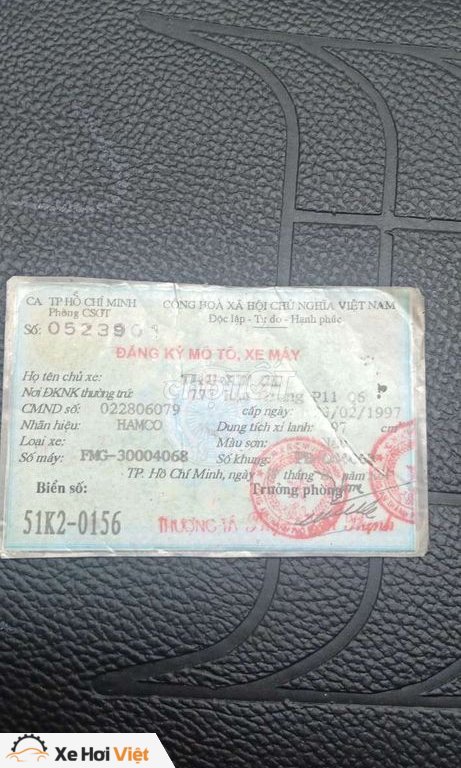 CA TP HỒ CHÍ MINH
Phòng CSGT
Số: 052390
CỘNG HOÀ XÃ HỘI CHỦ NGHĨA VIỆT NAM
Độc lập - Tự do - Hạnh phúc
ĐĂNG KÝ MÔ TÔ, XE MÁY
Họ tên chủ xe:
Nơi ĐKNK thường trú: P11 Q6
CMND số: 022806079 cấp ngày /02/1997
Nhãn hiệu: HAMCO Dung tích xi lanh: 97 cm
Loại xe: Màu sơn:
Số máy: FMG-30004068 Số khung:
TP. Hồ Chí Minh, ngày tháng năm
Biển số: Trưởng phòng
51K2-0156
THƯỢNG TÁ
Xe Hơi Việt